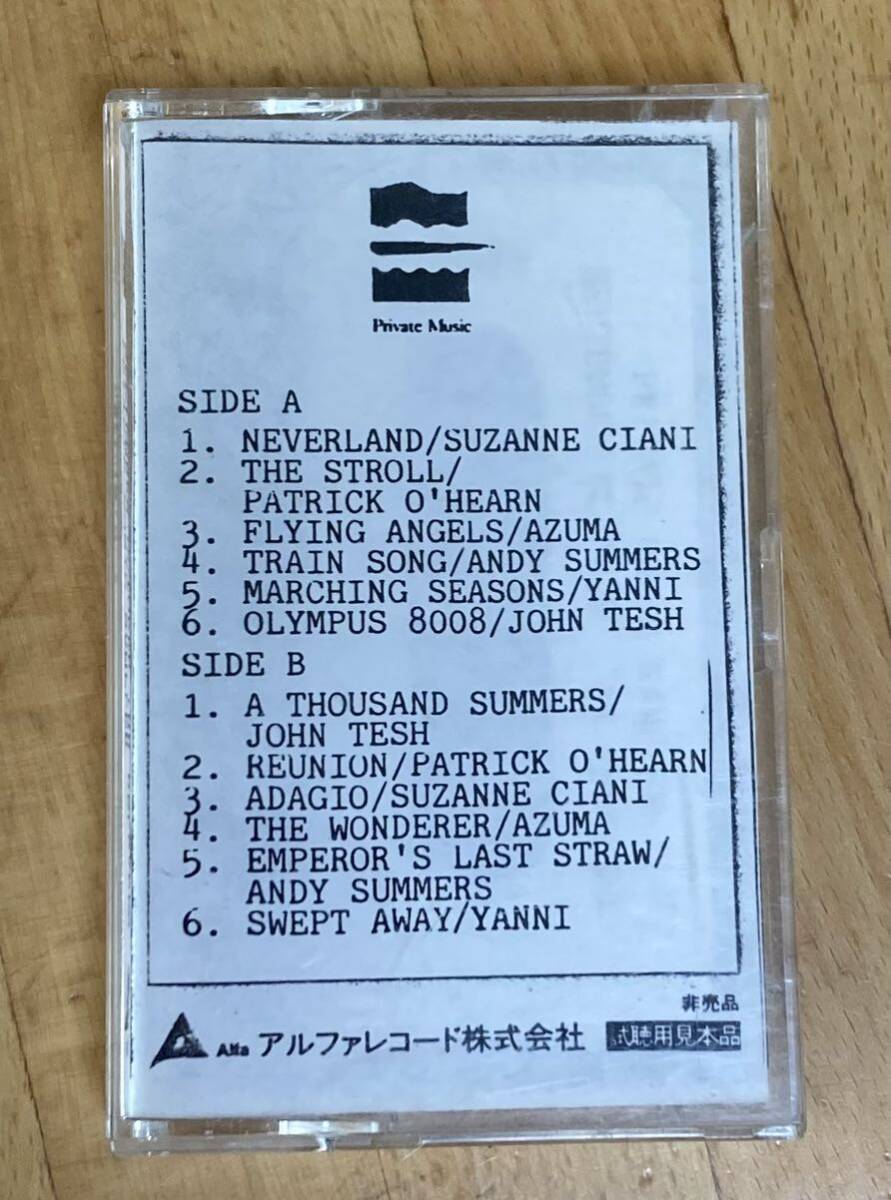 Private Music
SIDE A
1. NEVERLAND/SUZANNE CIANI
2. THE STROLL/
PATRICK O'HEARN
3. FLYING ANGELS/AZUMA
4. TRAIN SONG/ANDY SUMMERS
5. MARCHING SEASONS/YANNI
6. OLYMPUS 8008/JOHN TESH
SIDE B
1. A THOUSAND SUMMERS/
JOHN TESH
2. REUNION/PATRICK O'HEARN
3. ADAGIO/SUZANNE CIANI
4. THE WONDERER/AZUMA
5. EMPEROR'S LAST STRAW/
ANDY SUMMERS
6. SWEPT AWAY/YANNI
非売品
Alfa アルファレコード株式会社 試聴用見本品